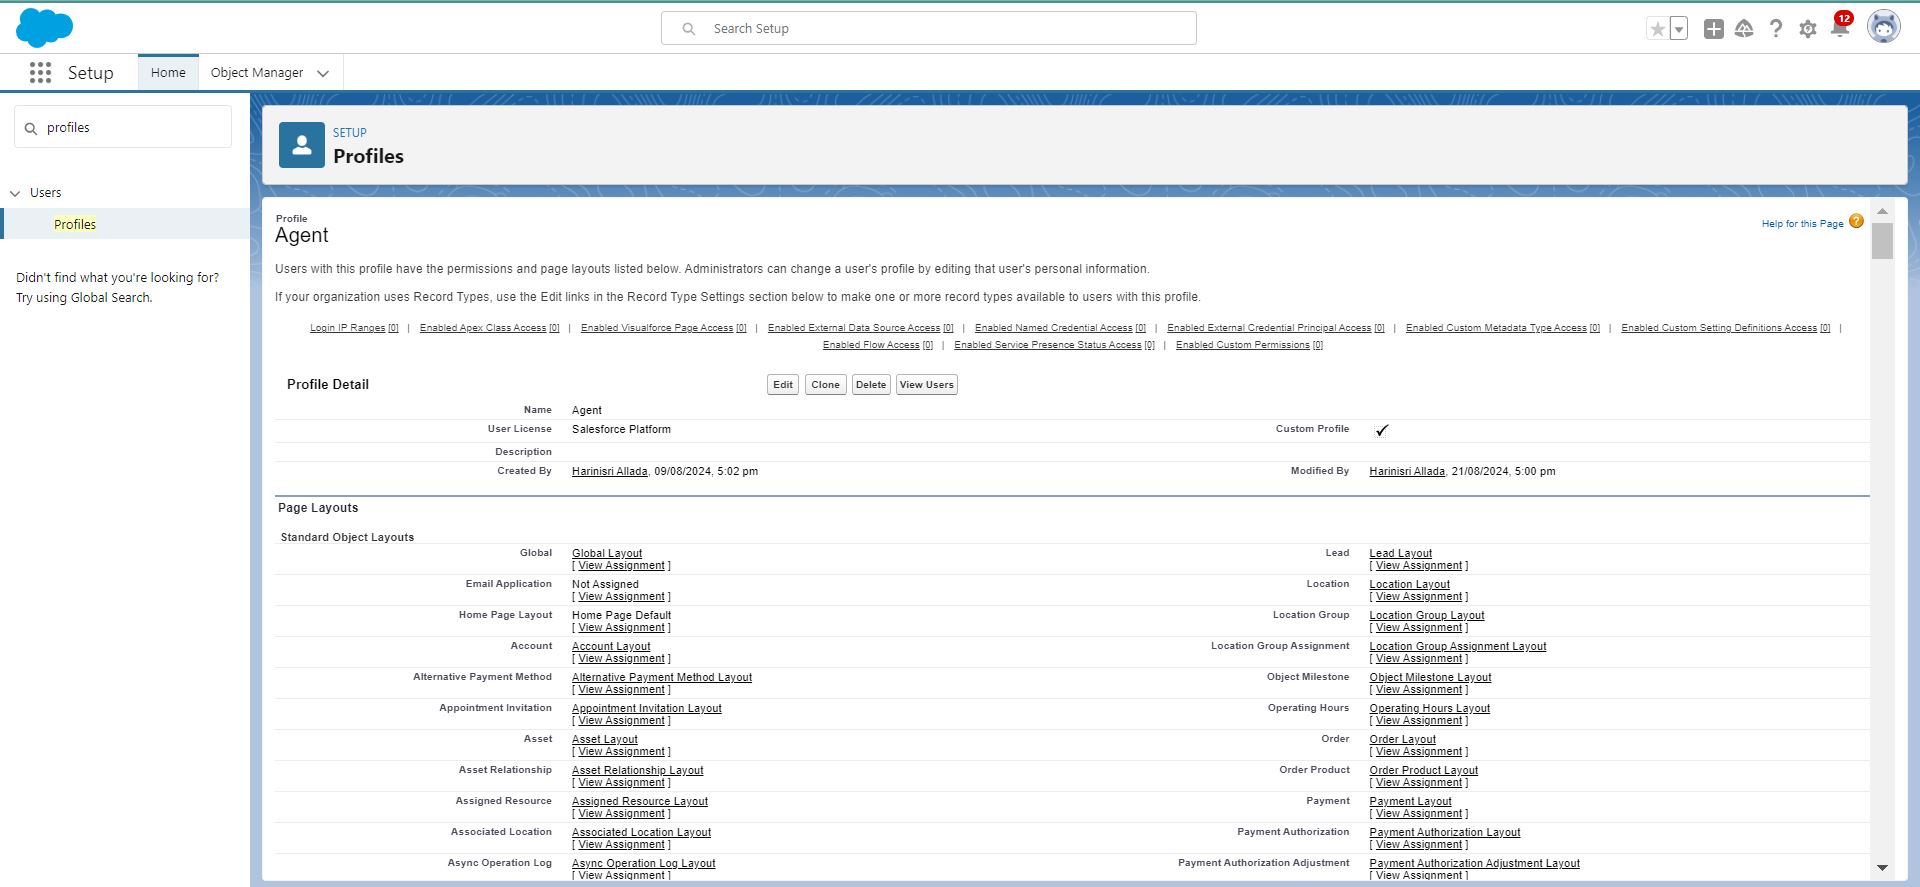 Search Setup
12
Setup
Home
Object Manager
profiles
Users
Profiles
Didn't find what you're looking for?
Try using Global Search.
SETUP
Profiles
Profile
Agent
Help for this Page ?
Users with this profile have the permissions and page layouts listed below. Administrators can change a user's profile by editing that user's personal information.
If your organization uses Record Types, use the Edit links in the Record Type Settings section below to make one or more record types available to users with this profile.
Login IP Ranges [0] | Enabled Apex Class Access [0] | Enabled Visualforce Page Access [0] | Enabled External Data Source Access [0] | Enabled Named Credential Access [0] | Enabled External Credential Principal Access [0] | Enabled Custom Metadata Type Access [0] | Enabled Custom Setting Definitions Access [0] |
Enabled Flow Access [0] | Enabled Service Presence Status Access [0] | Enabled Custom Permissions [0]
Profile Detail Edit Clone Delete View Users
Name Agent
User License Salesforce Platform Custom Profile ✓
Description
Created By Harinisri Allada, 09/08/2024, 5:02 pm Modified By Harinisri Allada, 21/08/2024, 5:00 pm
Page Layouts
Standard Object Layouts
Global Global Layout Lead Lead Layout
[ View Assignment ] [ View Assignment ]
Email Application Not Assigned Location Location Layout
[ View Assignment ] [ View Assignment ]
Home Page Layout Home Page Default Location Group Location Group Layout
[ View Assignment ] [ View Assignment ]
Account Account Layout Location Group Assignment Location Group Assignment Layout
[ View Assignment ] [ View Assignment ]
Alternative Payment Method Alternative Payment Method Layout Object Milestone Object Milestone Layout
[ View Assignment ] [ View Assignment ]
Appointment Invitation Appointment Invitation Layout Operating Hours Operating Hours Layout
[ View Assignment ] [ View Assignment ]
Asset Asset Layout Order Order Layout
[ View Assignment ] [ View Assignment ]
Asset Relationship Asset Relationship Layout Order Product Order Product Layout
[ View Assignment ] [ View Assignment ]
Assigned Resource Assigned Resource Layout Payment Payment Layout
[ View Assignment ] [ View Assignment ]
Associated Location Associated Location Layout Payment Authorization Payment Authorization Layout
[ View Assignment ] [ View Assignment ]
Async Operation Log Async Operation Log Layout Payment Authorization Adjustment Payment Authorization Adjustment Layout
[ View Assignment ] [ View Assignment ]